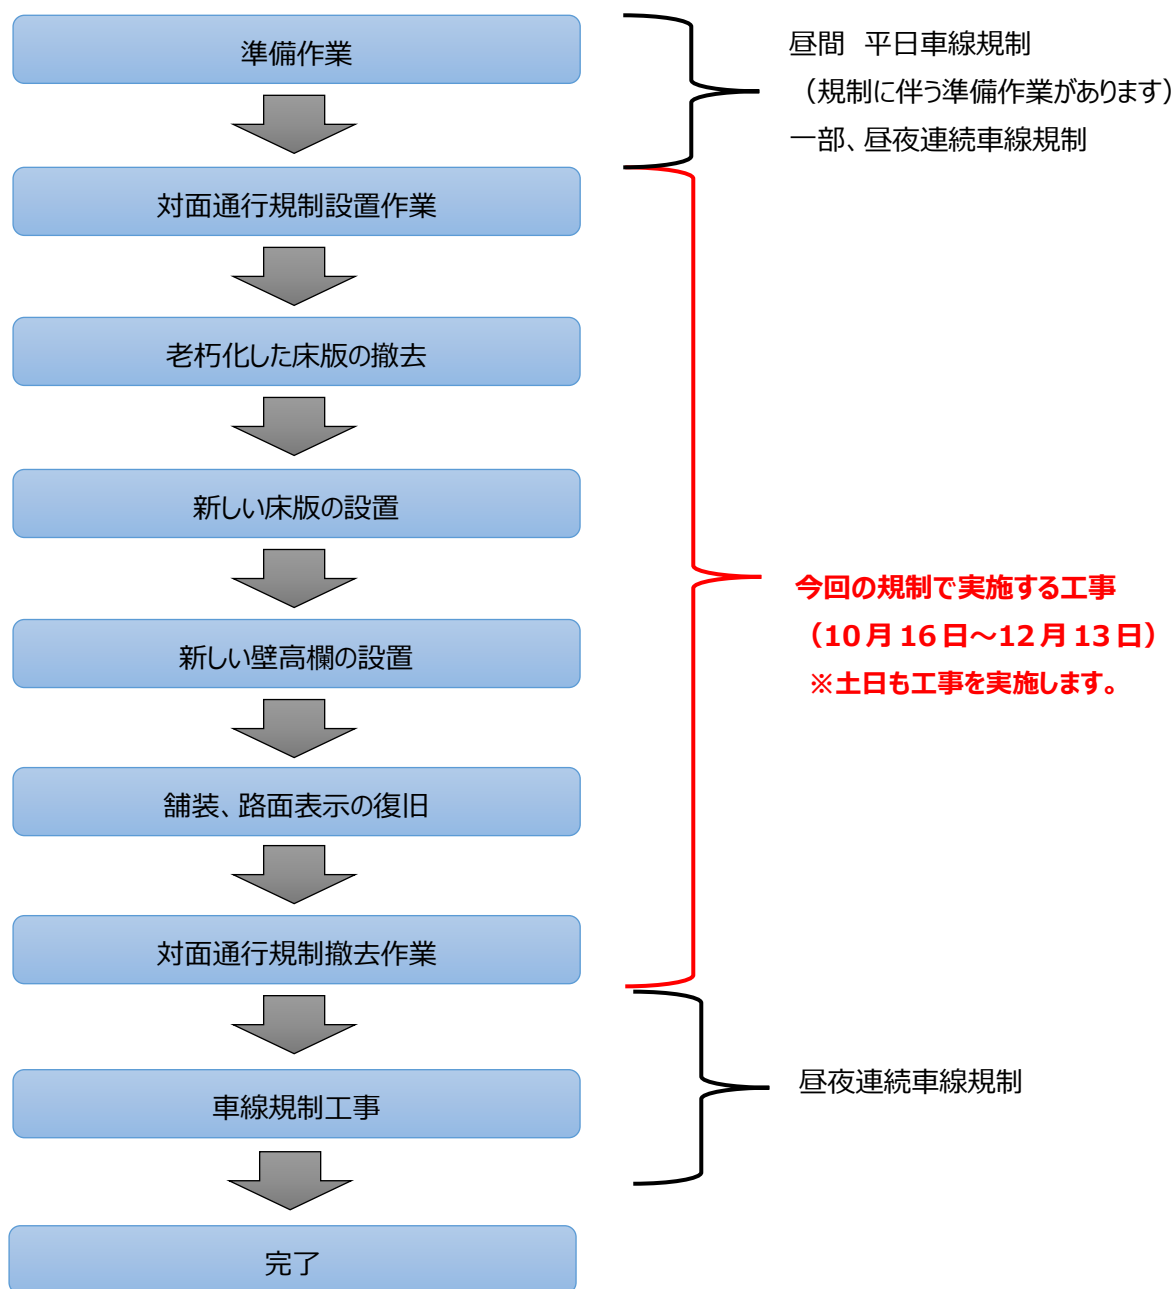 準備作業
昼間　平日車線規制
（規制に伴う準備作業があります）
一部、昼夜連続車線規制
対面通行規制設置作業
老朽化した床版の撤去
新しい床版の設置
新しい壁高欄の設置
舗装、路面表示の復旧
対面通行規制撤去作業
今回の規制で実施する工事
（10月16日～12月13日）
※土日も工事を実施します。
車線規制工事
昼夜連続車線規制
完了